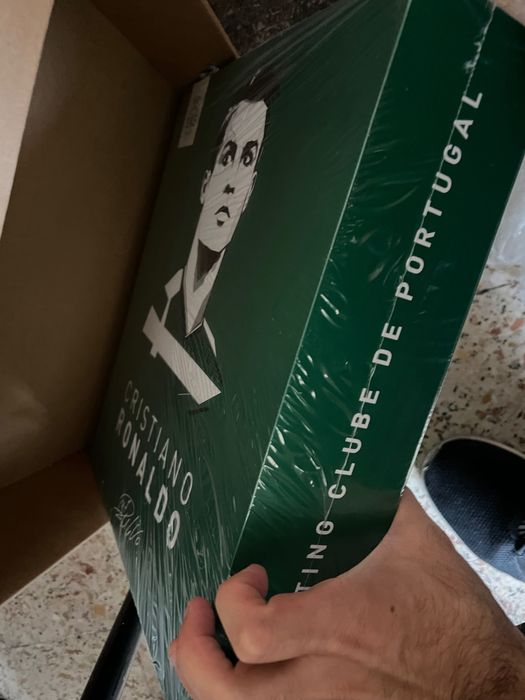 CRISTIANO
RONALDO
TING CLUBE DE PORTUGAL